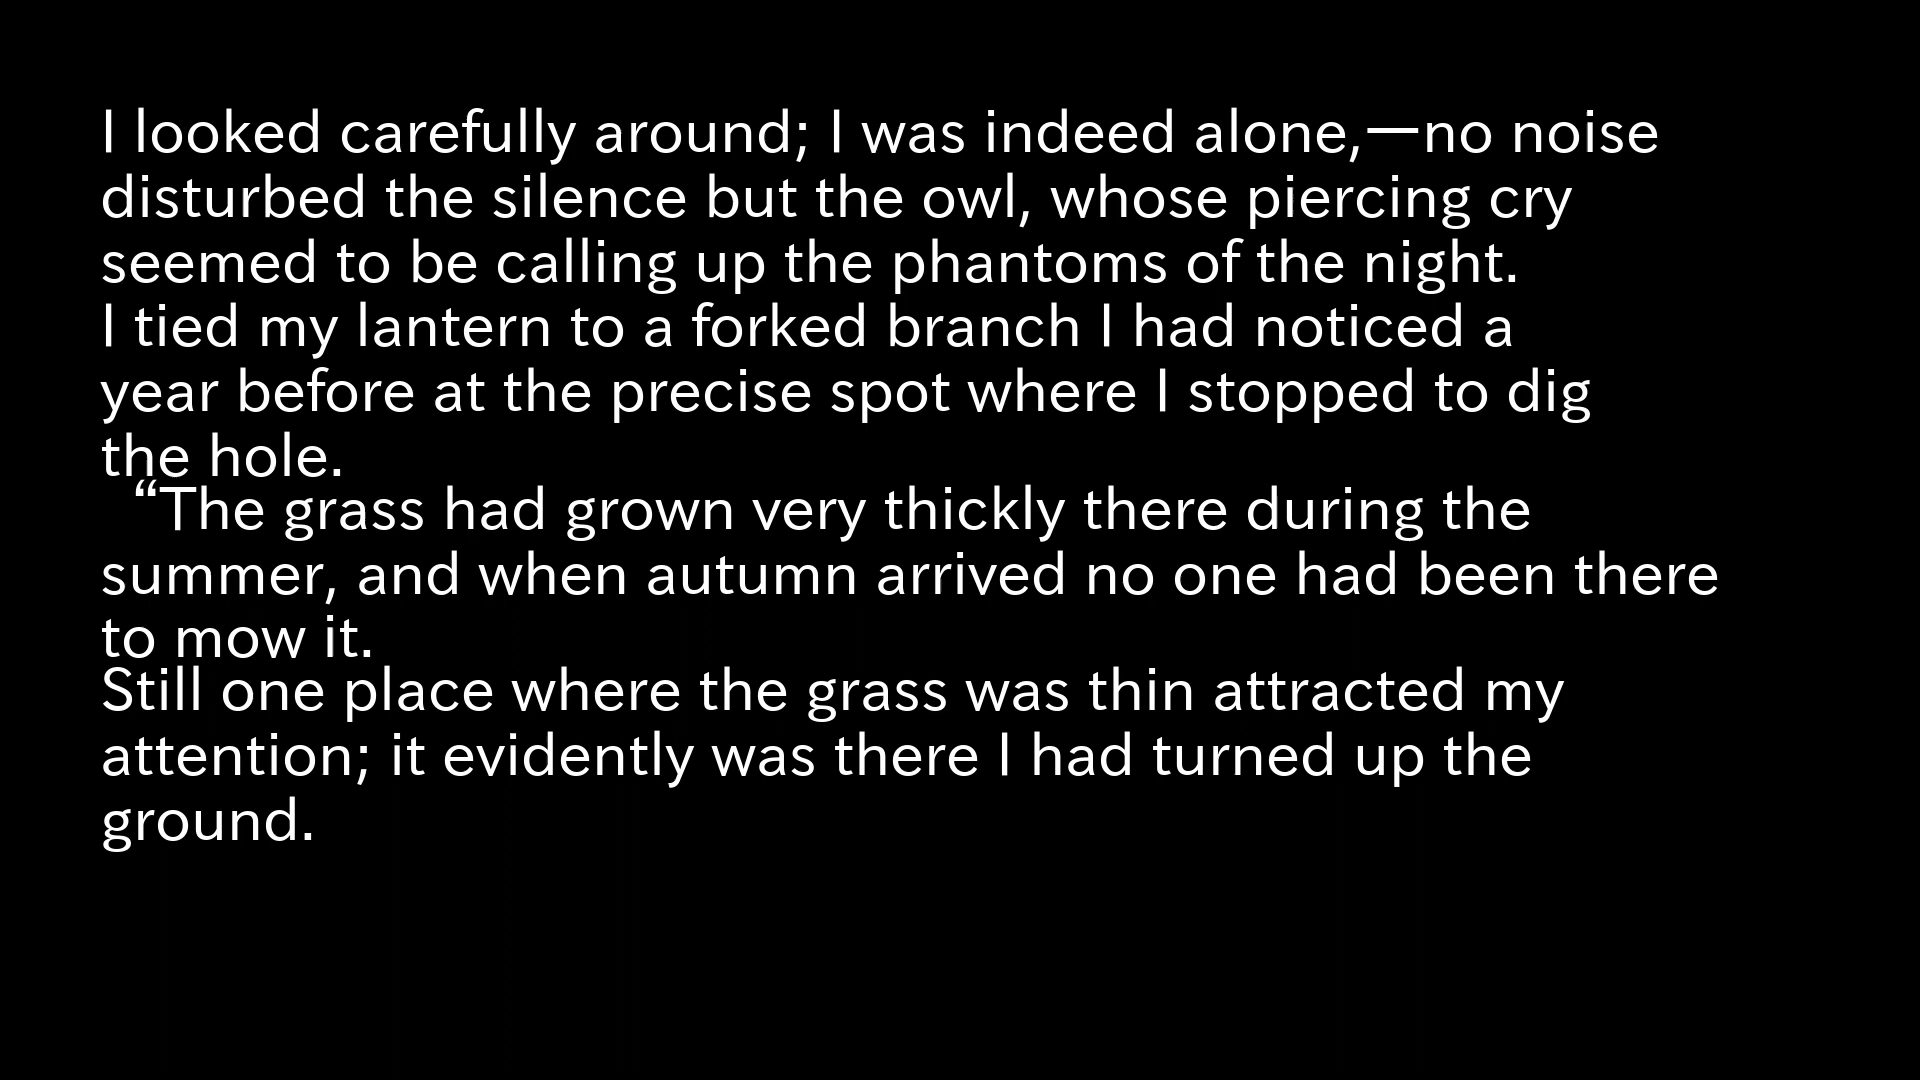 I looked carefully around; I was indeed alone,—no noise
disturbed the silence but the owl, whose piercing cry
seemed to be calling up the phantoms of the night.
I tied my lantern to a forked branch I had noticed a
year before at the precise spot where I stopped to dig
the hole.
“The grass had grown very thickly there during the
summer, and when autumn arrived no one had been there
to mow it.
Still one place where the grass was thin attracted my
attention; it evidently was there I had turned up the
ground.